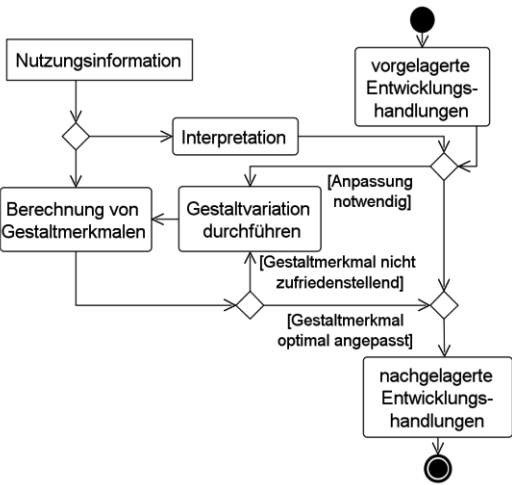 Nutzungsinformation
vorgelagerte
Entwicklungs-
handlungen
Interpretation
[Anpassung
notwendig]
Berechnung von
Gestaltmerkmalen
Gestaltvariation
durchführen
[Gestaltmerkmal nicht
zufriedenstellend]
[Gestaltmerkmal
optimal angepasst]
nachgelagerte
Entwicklungs-
handlungen